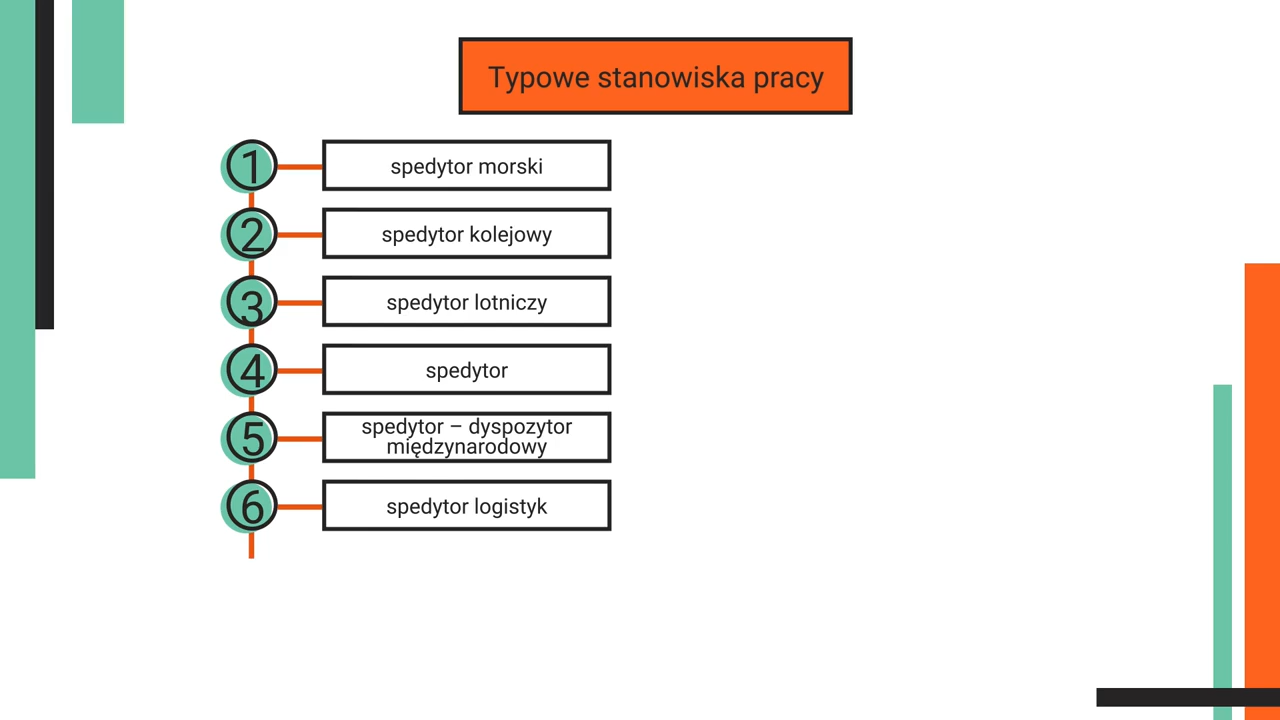 Typowe stanowiska pracy
1
spedytor morski
2
spedytor kolejowy
3
spedytor lotniczy
4
spedytor
5
spedytor – dyspozytor
międzynarodowy
6
spedytor logistyk